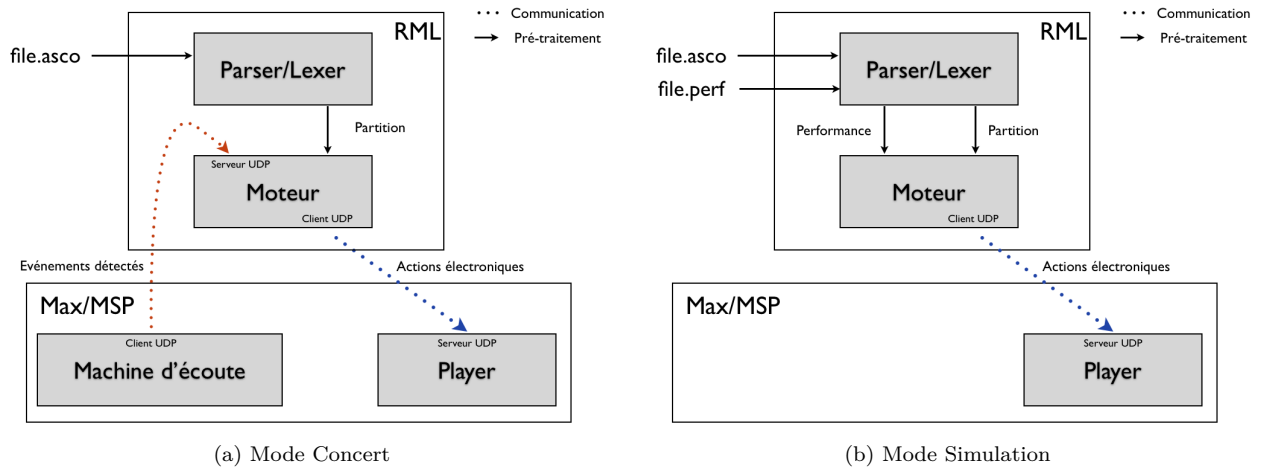 Communication
Pré-traitement
RML
file.asco
Parser/Lexer
Partition
Serveur UDP
Moteur
Client UDP
Evénements détectés
Actions électroniques
Max/MSP
Client UDP
Machine d'écoute
Serveur UDP
Player
(a) Mode Concert
Communication
Pré-traitement
RML
file.asco
file.perf
Parser/Lexer
Performance
Partition
Moteur
Client UDP
Actions électroniques
Max/MSP
Serveur UDP
Player
(b) Mode Simulation